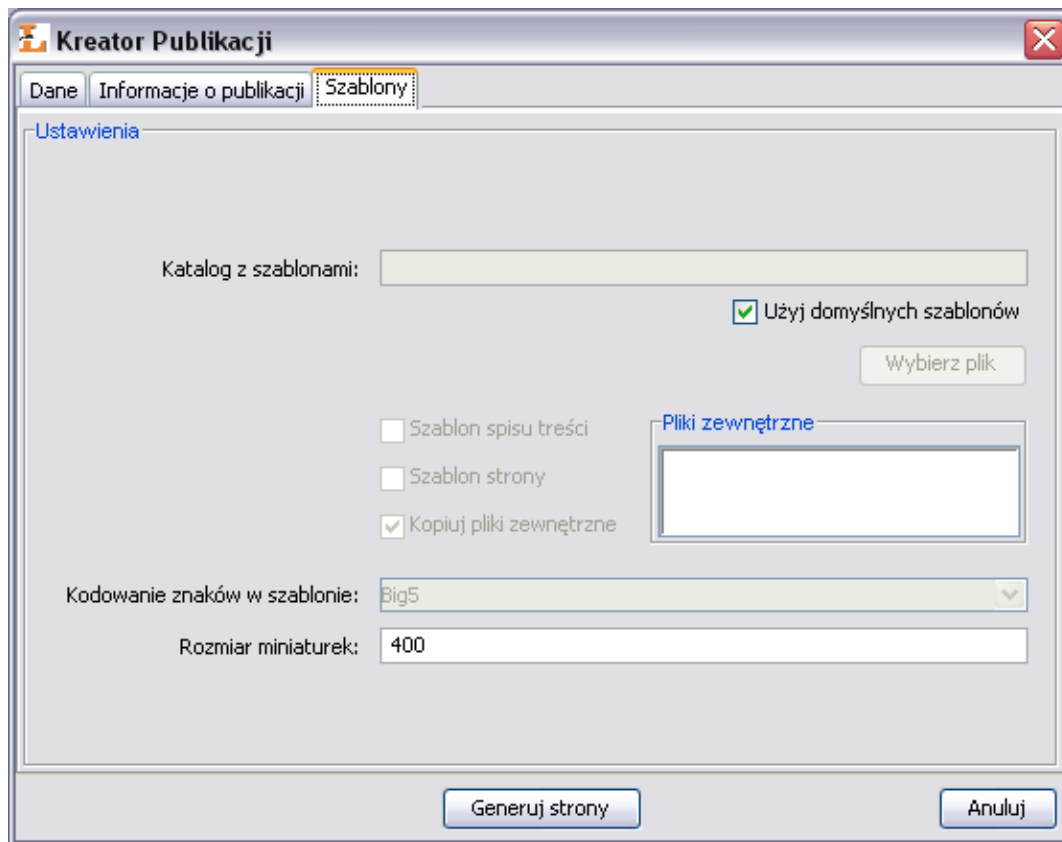 Kreator Publikacji
Dane Informacje o publikacji Szablony
Ustawienia
Katalog z szablonami:
Użyj domyślnych szablonów
Wybierz plik
Szablon spisu treści
Pliki zewnętrzne
Szablon strony
Kopiuj pliki zewnętrzne
Kodowanie znaków w szablonie: Big5
Rozmiar miniaturek: 400
Generuj strony Anuluj